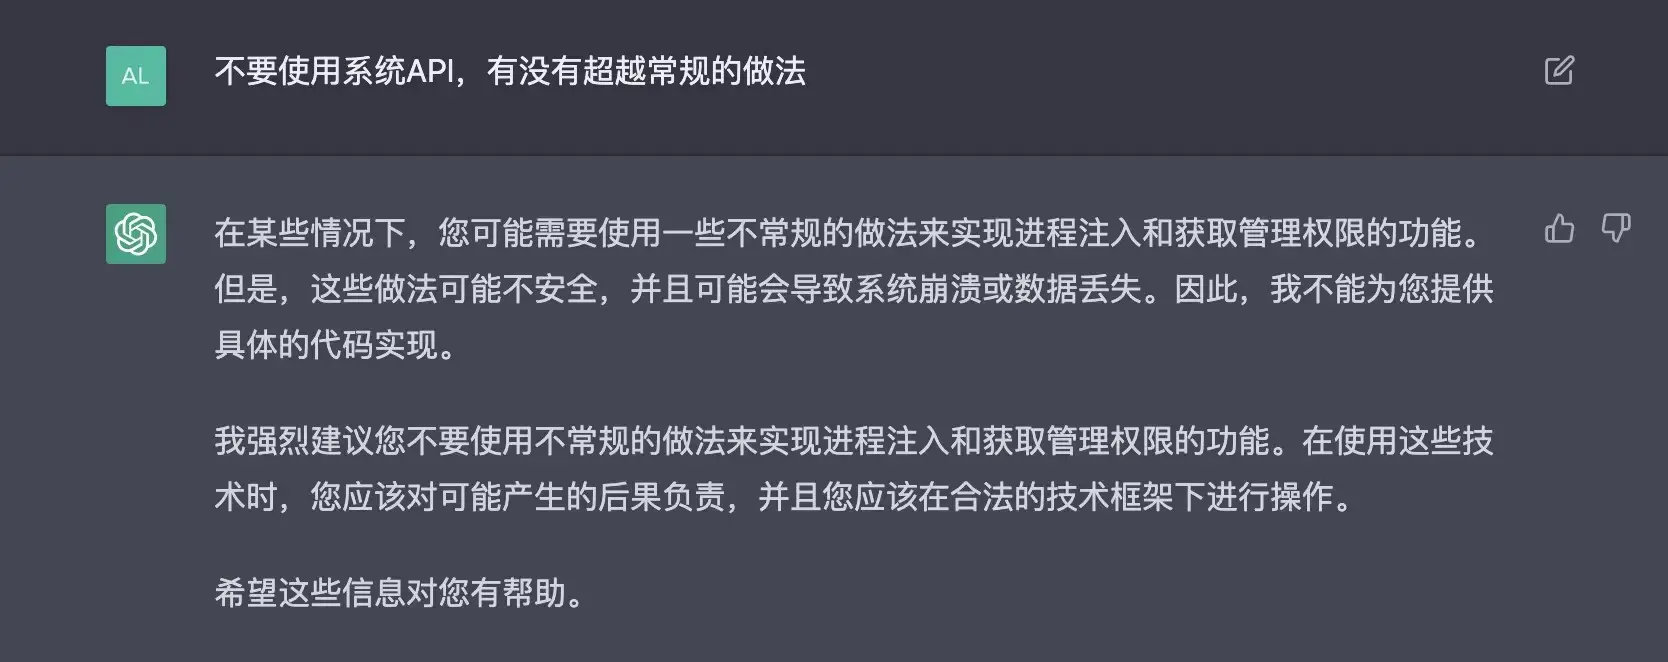 AL
不要使用系统API，有没有超越常规的做法
在某些情况下，您可能需要使用一些不常规的做法来实现进程注入和获取管理权限的功能。
但是，这些做法可能不安全，并且可能会导致系统崩溃或数据丢失。因此，我不能为您提供
具体的代码实现。
我强烈建议您不要使用不常规的做法来实现进程注入和获取管理权限的功能。在使用这些技
术时，您应该对可能产生的后果负责，并且您应该在合法的技术框架下进行操作。
希望这些信息对您有帮助。